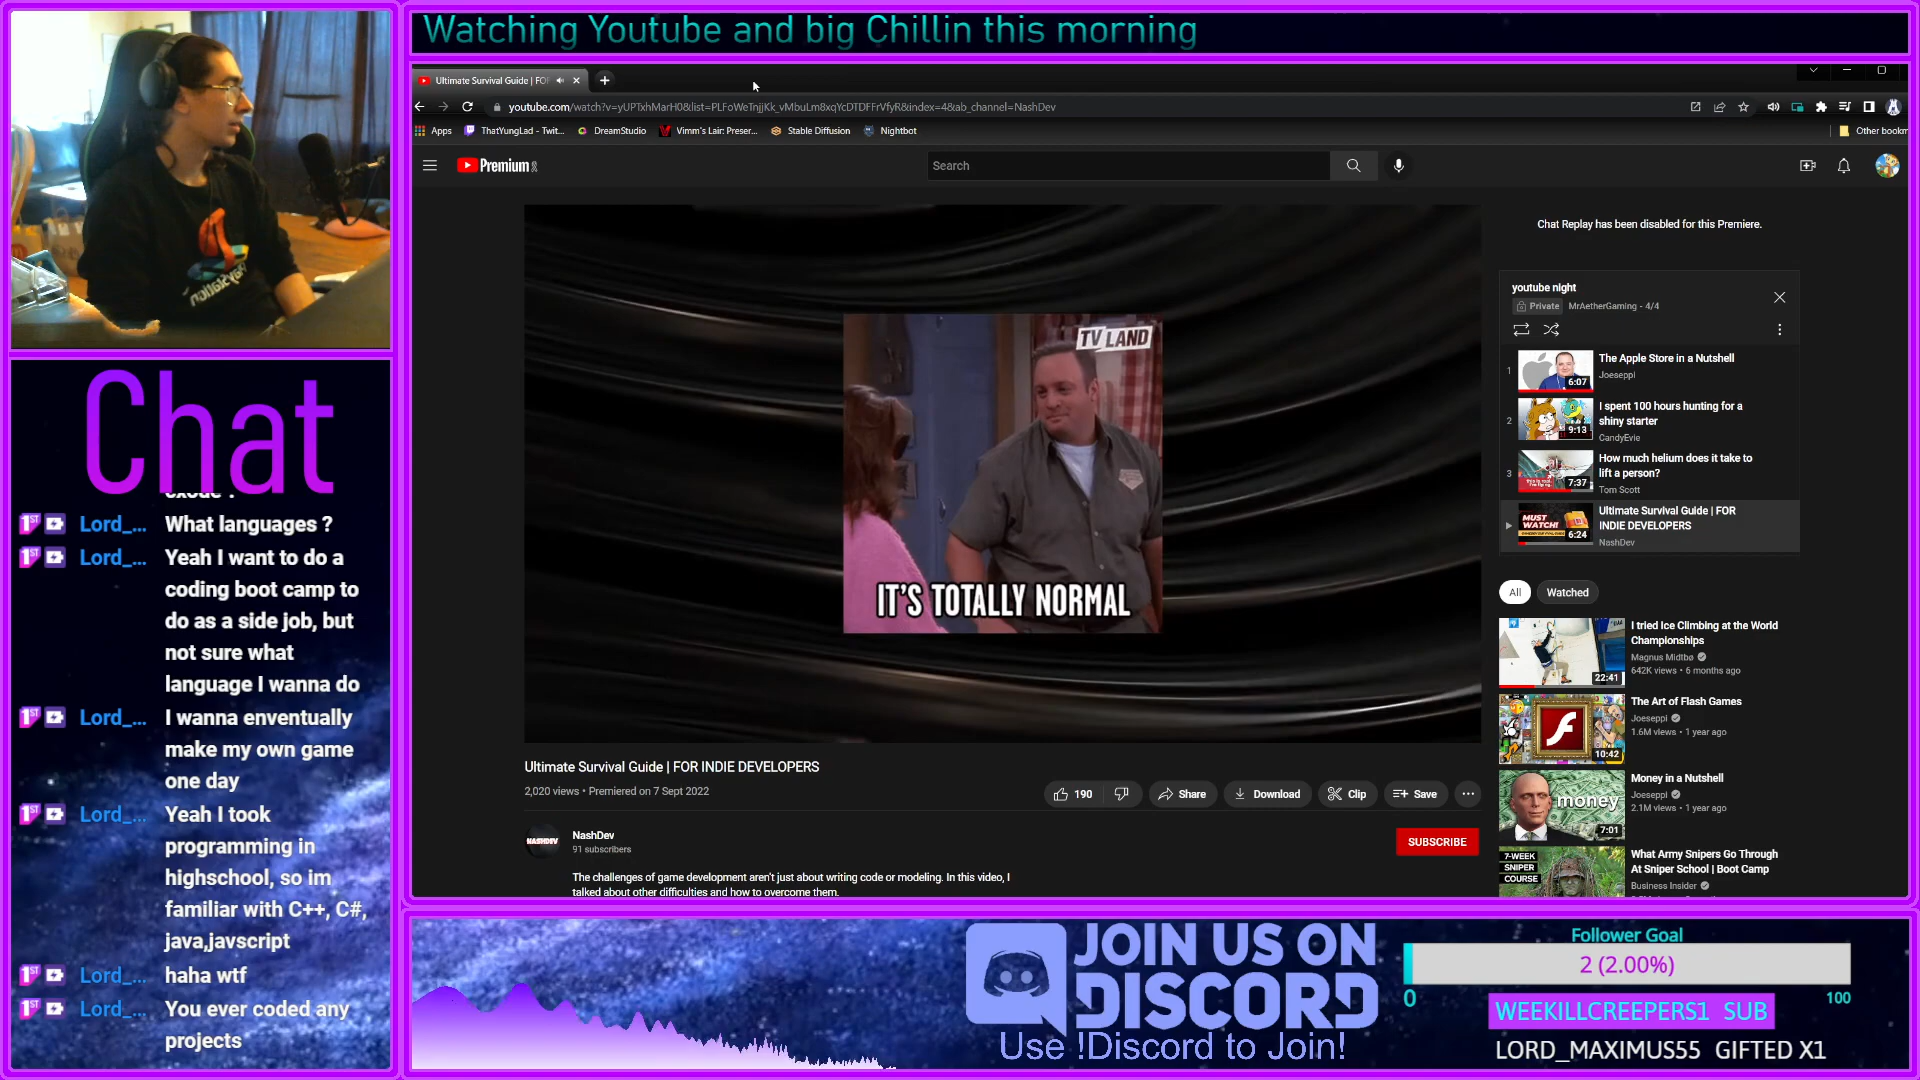 Watching Youtube and big Chillin this morning
Ultimate Survival Guide | FOR
youtube.com/watch?v=yUPTxhMarH0&list=PLFoWeTnjjKk_vMbuLm8xqYcDTDFFrVfyR&index=4&ab_channel=NashDev
Apps ThatYungLad - Twit... DreamStudio Vimm's Lair: Preser... Stable Diffusion Nightbot Other bookm
Premium
Search
Chat Replay has been disabled for this Premiere.
TV LAND
IT'S TOTALLY NORMAL
youtube night
Private MrAetherGaming - 4/4
1
6:07
The Apple Store in a Nutshell
Joeseppi
2
9:13
I spent 100 hours hunting for a
shiny starter
CandyEvie
3
7:37
How much helium does it take to
lift a person?
Tom Scott
MUST
WATCH!
6:24
Ultimate Survival Guide | FOR
INDIE DEVELOPERS
NashDev
All Watched
22:41
I tried Ice Climbing at the World
Championships
Magnus Midtbø
642K views • 6 months ago
10:42
The Art of Flash Games
Joeseppi
1.6M views • 1 year ago
money
7:01
Money in a Nutshell
Joeseppi
2.1M views • 1 year ago
7-WEEK
SNIPER
COURSE
What Army Snipers Go Through
At Sniper School | Boot Camp
Business Insider
Ultimate Survival Guide | FOR INDIE DEVELOPERS
2,020 views • Premiered on 7 Sept 2022
190 Share Download Clip Save
NASHDEV
NashDev
91 subscribers
SUBSCRIBE
The challenges of game development aren't just about writing code or modeling. In this video, I
talked about other difficulties and how to overcome them.
PlayStation
Chat
Lord_... What languages ?
Lord_... Yeah I want to do a
coding boot camp to
do as a side job, but
not sure what
language I wanna do
Lord_... I wanna enventually
make my own game
one day
Lord_... Yeah I took
programming in
highschool, so im
familiar with C++, C#,
java,javscript
Lord_... haha wtf
Lord_... You ever coded any
projects
JOIN US ON
DISCORD
Use !Discord to Join!
Follower Goal
2 (2.00%)
0 100
WEEKILLCREEPERS1 SUB
LORD_MAXIMUS55 GIFTED X1